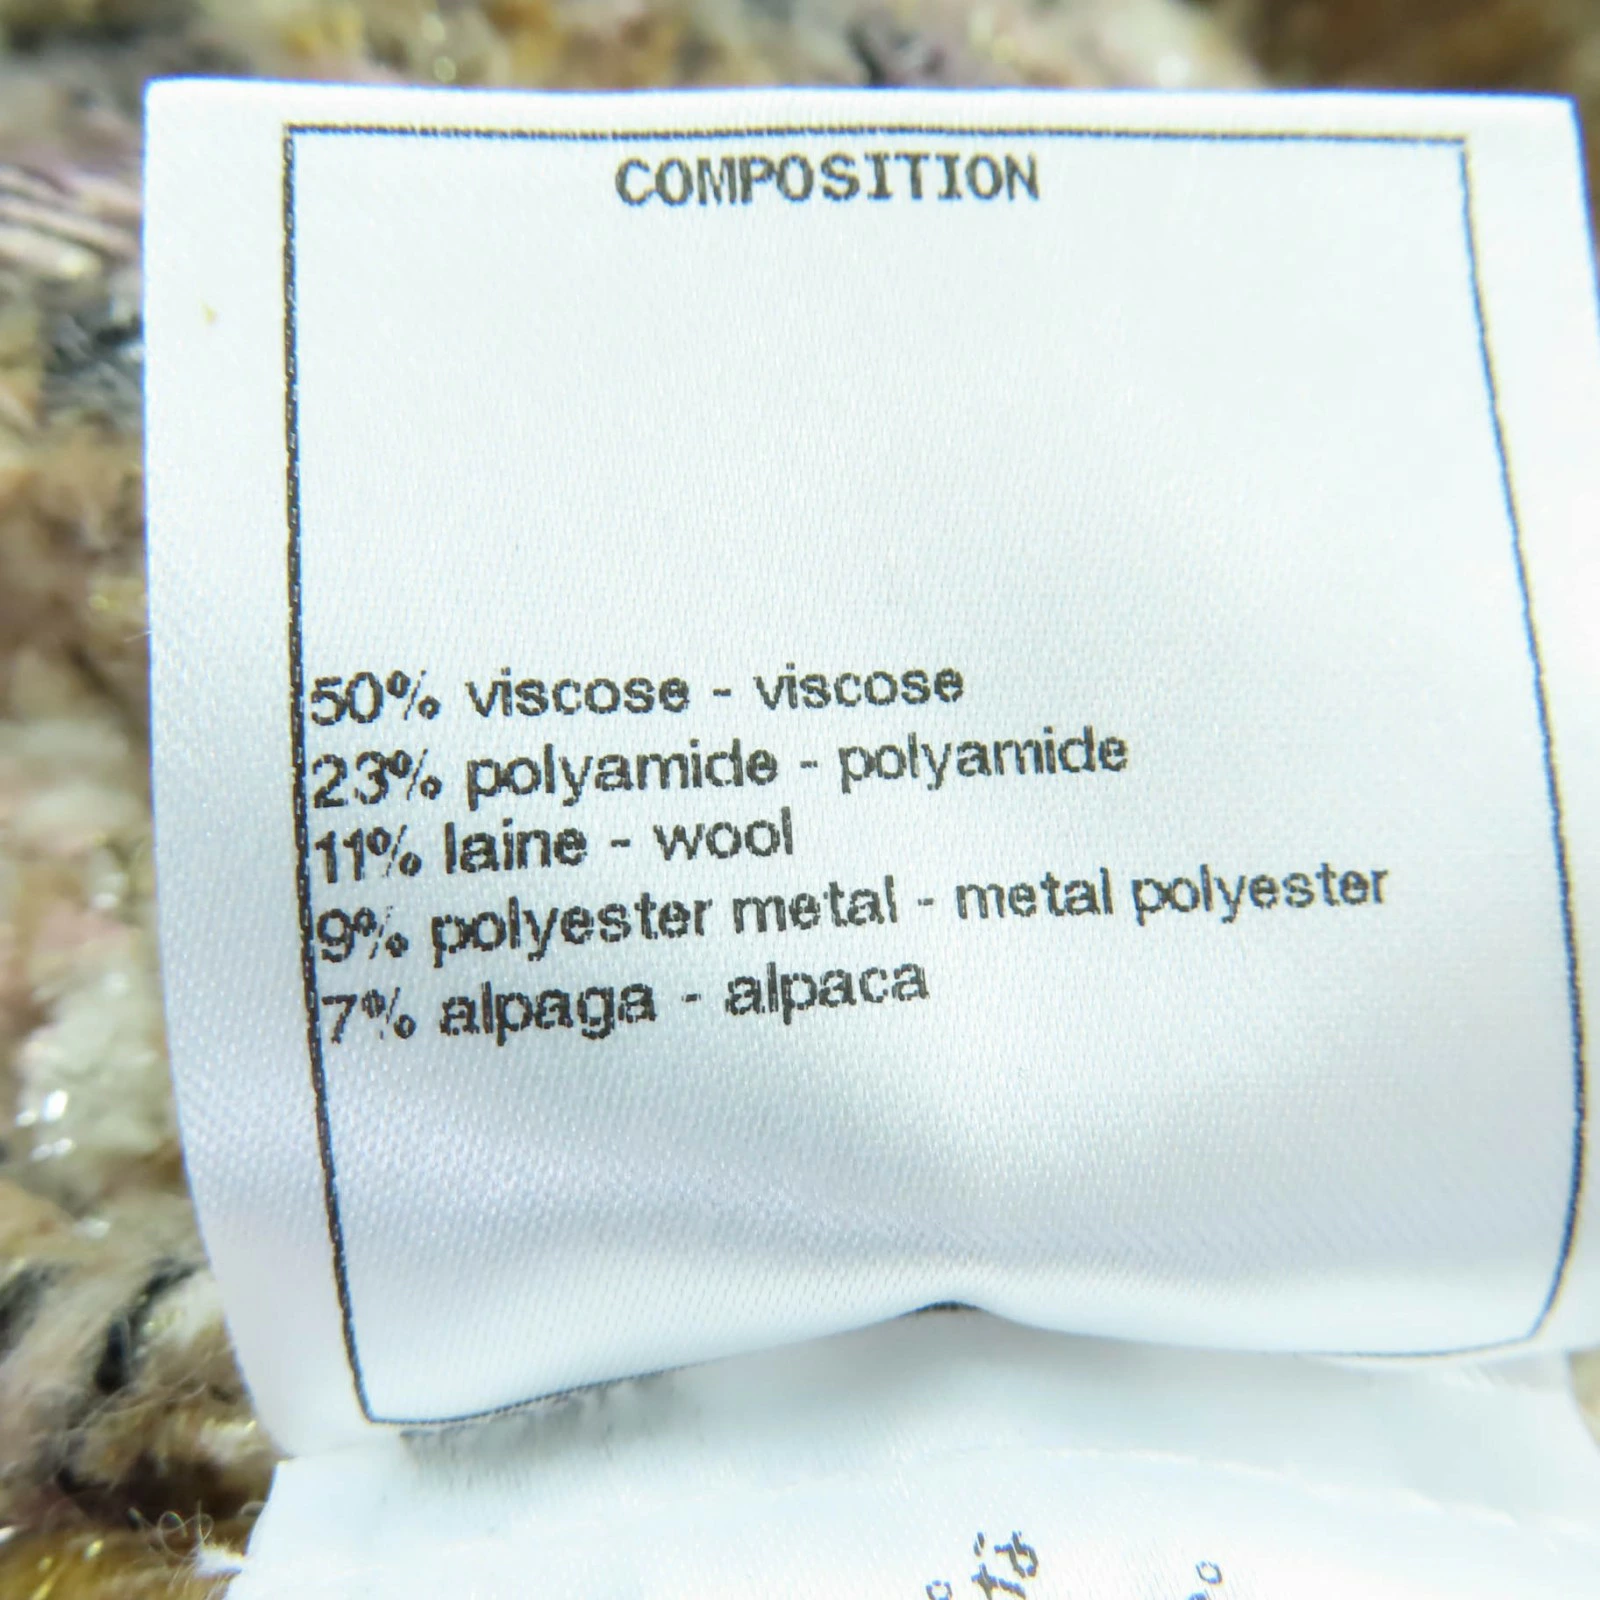 COMPOSITION
50% viscose - viscose
23% polyamide - polyamide
11% laine - wool
9% polyester metal - metal polyester
7% alpaga - alpaca